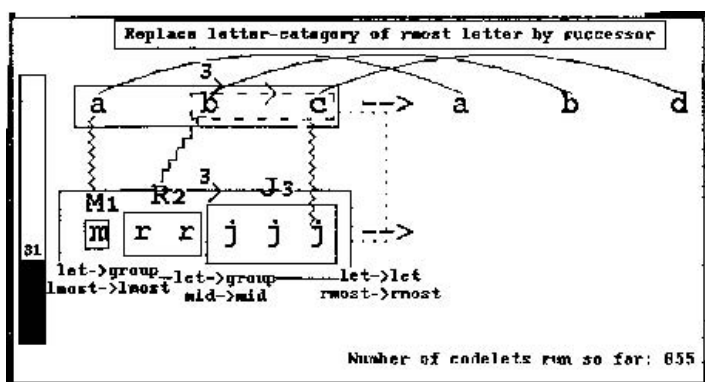 Replace letter-category of rmost letter by successor
3
a b c --> a b d
M1 R2 3 J3
m r r j j j -->
81
let->group let->group let->let
lmost->lmost mid->mid rmost->rmost
Number of codelets run so far: 855